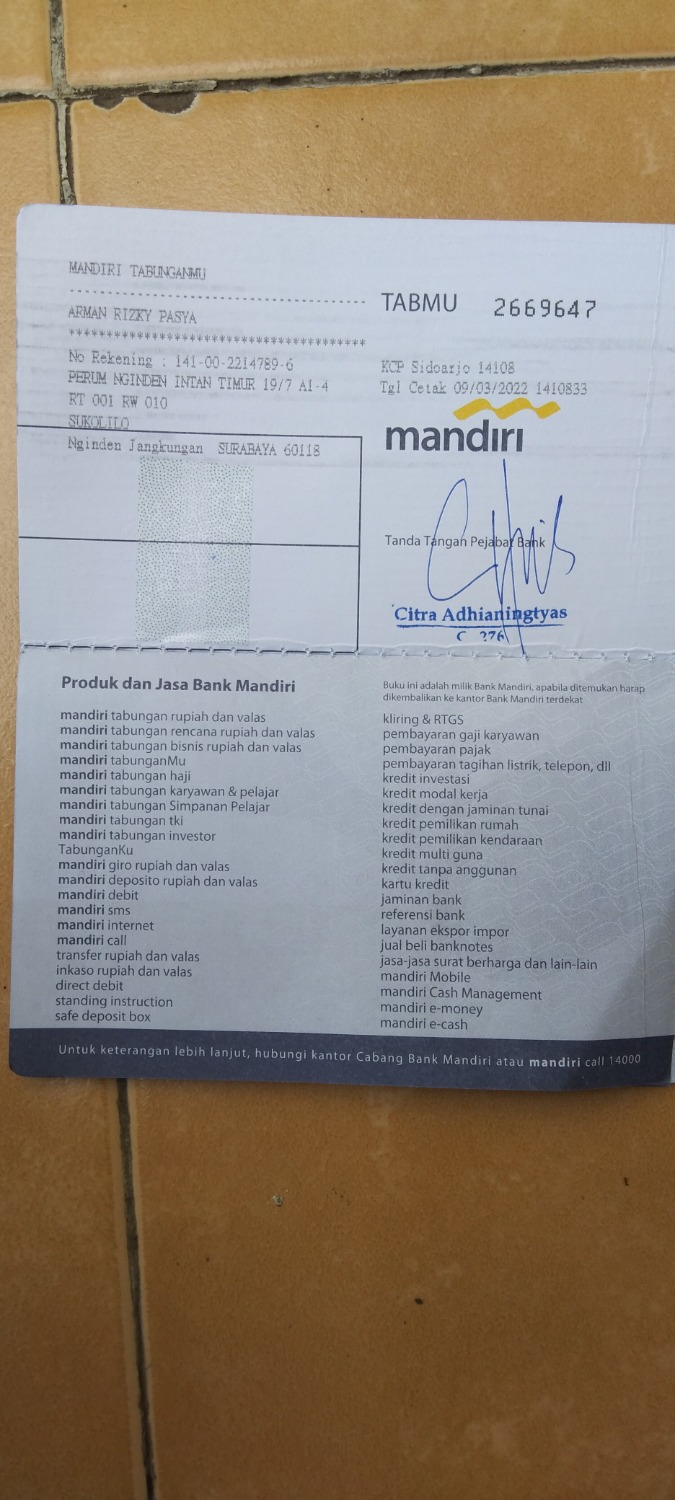 MANDIRI TABUNGANMU
ARMAN RIZKY PASYA
****************************************
No Rekening : 141-00-2214789-6
PERUM NGINDEN INTAN TIMUR 19/7 A1-4
RT 001 RW 010
SUKOLILO
Nginden Jangkungan SURABAYA 60118
TABMU 2669647
KCP Sidoarjo 14108
Tgl Cetak 09/03/2022 1410833
mandiri
Tanda Tangan Pejabat Bank
Citra Adhianingtyas
C 276
Produk dan Jasa Bank Mandiri
mandiri tabungan rupiah dan valas
mandiri tabungan rencana rupiah dan valas
mandiri tabungan bisnis rupiah dan valas
mandiri tabunganMu
mandiri tabungan haji
mandiri tabungan karyawan & pelajar
mandiri tabungan Simpanan Pelajar
mandiri tabungan tki
mandiri tabungan investor
TabunganKu
mandiri giro rupiah dan valas
mandiri deposito rupiah dan valas
mandiri debit
mandiri sms
mandiri internet
mandiri call
transfer rupiah dan valas
inkaso rupiah dan valas
direct debit
standing instruction
safe deposit box
Buku ini adalah milik Bank Mandiri, apabila ditemukan harap
dikembalikan ke kantor Bank Mandiri terdekat
kliring & RTGS
pembayaran gaji karyawan
pembayaran pajak
pembayaran tagihan listrik, telepon, dll
kredit investasi
kredit modal kerja
kredit dengan jaminan tunai
kredit pemilikan rumah
kredit pemilikan kendaraan
kredit multi guna
kredit tanpa anggunan
kartu kredit
jaminan bank
referensi bank
layanan ekspor impor
jual beli banknotes
jasa-jasa surat berharga dan lain-lain
mandiri Mobile
mandiri Cash Management
mandiri e-money
mandiri e-cash
Untuk keterangan lebih lanjut, hubungi kantor Cabang Bank Mandiri atau mandiri call 14000